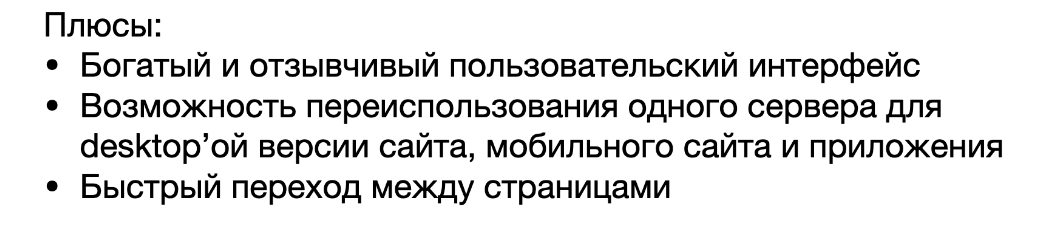 Плюсы:
• Богатый и отзывчивый пользовательский интерфейс
• Возможность переиспользования одного сервера для
desktop’ой версии сайта, мобильного сайта и приложения
• Быстрый переход между страницами